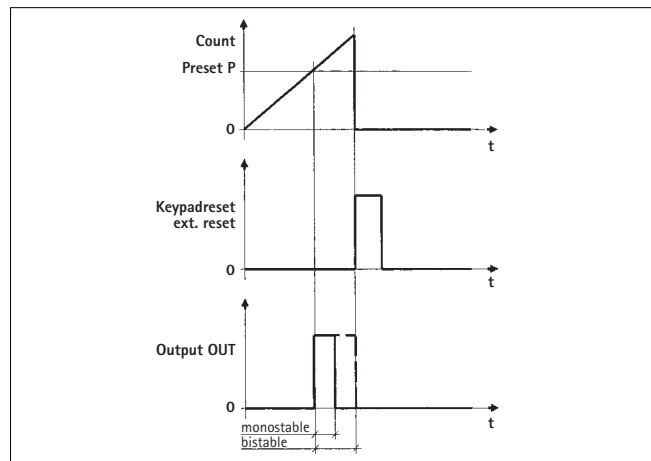 Count
Preset P
0
t
Keypadreset
ext. reset
0
t
Output OUT
0
t
monostable
bistable